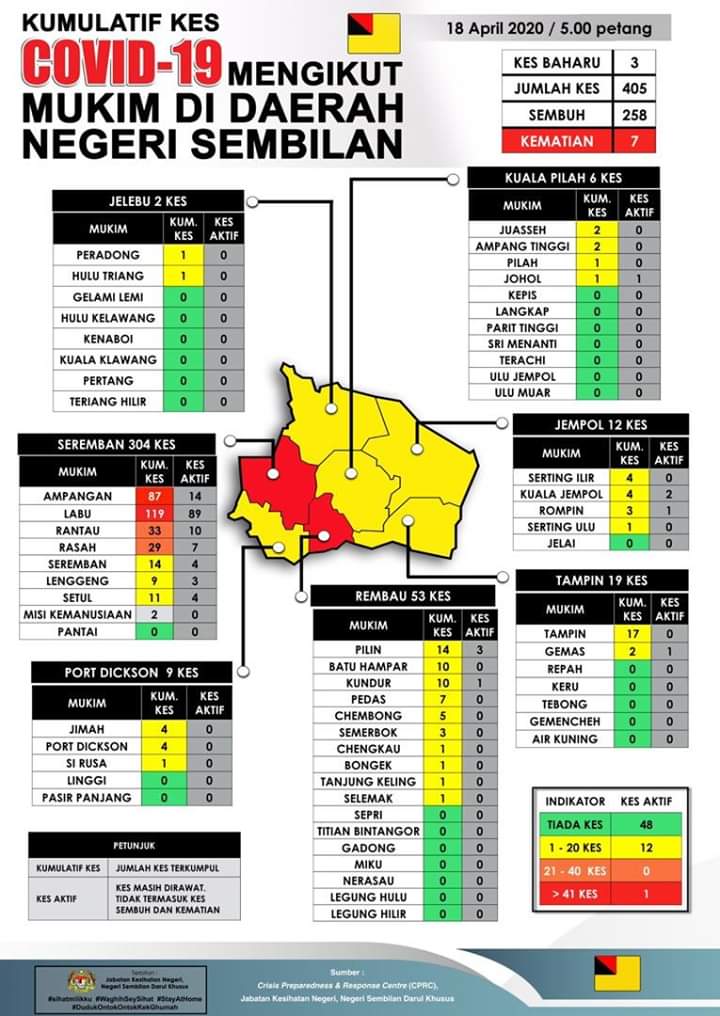 KUMULATIF KES
COVID-19 MENGIKUT
MUKIM DI DAERAH
NEGERI SEMBILAN
18 April 2020 / 5.00 petang
KES BAHARU 3
JUMLAH KES 405
SEMBUH 258
KEMATIAN 7
JELEBU 2 KES
MUKIM KUM. KES KES AKTIF
PERADONG 1 0
HULU TRIANG 1 0
GELAMI LEMI 0 0
HULU KELAWANG 0 0
KENABOI 0 0
KUALA KLAWANG 0 0
PERTANG 0 0
TERIANG HILIR 0 0
KUALA PILAH 6 KES
MUKIM KUM. KES KES AKTIF
JUASSEH 2 0
AMPANG TINGGI 2 0
PILAH 1 0
JOHOL 1 1
KEPIS 0 0
LANGKAP 0 0
PARIT TINGGI 0 0
SRI MENANTI 0 0
TERACHI 0 0
ULU JEMPOL 0 0
ULU MUAR 0 0
SEREMBAN 304 KES
MUKIM KUM. KES KES AKTIF
AMPANGAN 87 14
LABU 119 89
RANTAU 33 10
RASAH 29 7
SEREMBAN 14 4
LENGGENG 9 3
SETUL 11 4
MISI KEMANUSIAAN 2 0
PANTAI 0 0
JEMPOL 12 KES
MUKIM KUM. KES KES AKTIF
SERTING ILIR 4 0
KUALA JEMPOL 4 2
ROMPIN 3 1
SERTING ULU 1 0
JELAI 0 0
PORT DICKSON 9 KES
MUKIM KUM. KES KES AKTIF
JIMAH 4 0
PORT DICKSON 4 0
SI RUSA 1 0
LINGGI 0 0
PASIR PANJANG 0 0
REMBAU 53 KES
MUKIM KUM. KES KES AKTIF
PILIN 14 3
BATU HAMPAR 10 0
KUNDUR 10 1
PEDAS 7 0
CHEMBONG 5 0
SEMERBOK 3 0
CHENGKAU 1 0
BONGEK 1 0
TANJUNG KELING 1 0
SELEMAK 1 0
SEPRI 0 0
TITIAN BINTANGOR 0 0
GADONG 0 0
MIKU 0 0
NERASAU 0 0
LEGUNG HULU 0 0
LEGUNG HILIR 0 0
TAMPIN 19 KES
MUKIM KUM. KES KES AKTIF
TAMPIN 17 0
GEMAS 2 1
REPAH 0 0
KERU 0 0
TEBONG 0 0
GEMENCHEH 0 0
AIR KUNING 0 0
INDIKATOR KES AKTIF
TIADA KES 48
1 - 20 KES 12
21 - 40 KES 0
> 41 KES 1
PETUNJUK
KUMULATIF KES JUMLAH KES TERKUMPUL
KES AKTIF KES MASIH DIRAWAT.
TIDAK TERMASUK KES
SEMBUH DAN KEMATIAN
Jabatan Kesihatan Negeri,
Negeri Sembilan Darul Khusus
#sihatmilikku #WaghihSeySihat #StayAtHome
#DudukOntokOntokKekGhumah
Sumber :
Crisis Preparedness & Response Centre (CPRC),
Jabatan Kesihatan Negeri, Negeri Sembilan Darul Khusus